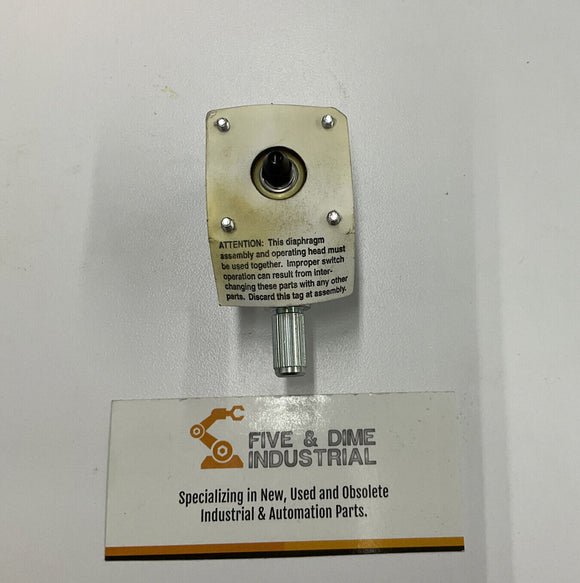 ATTENTION: This diaphragm
assembly and operating head must
be used together. Improper switch
operation can result from inter-
changing these parts with any other
parts. Discard this tag at assembly.
FIVE & DIME
INDUSTRIAL
Specializing in New, Used and Obsolete
Industrial & Automation Parts.